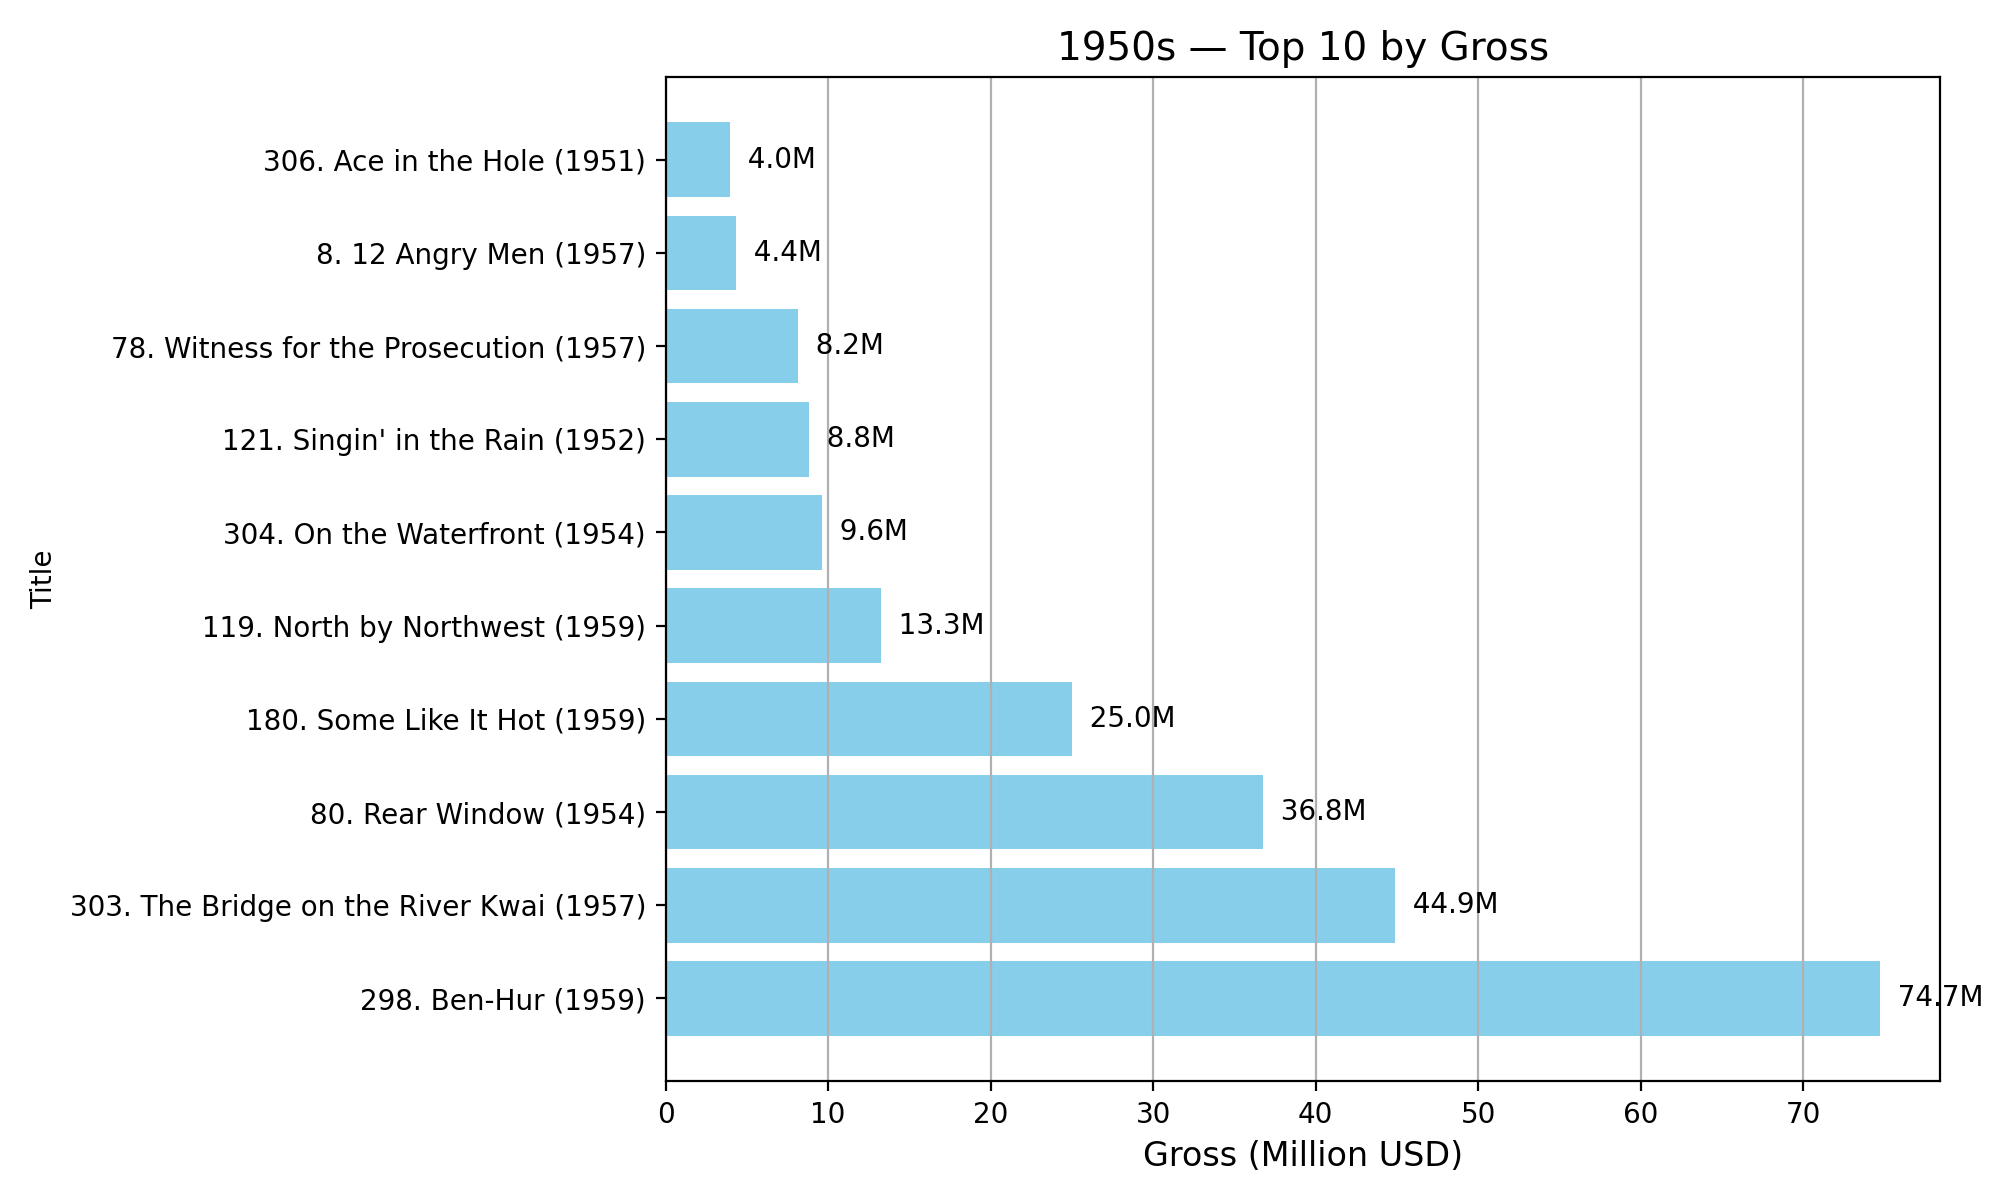 1950s — Top 10 by Gross
306. Ace in the Hole (1951) 4.0M
8. 12 Angry Men (1957) 4.4M
78. Witness for the Prosecution (1957) 8.2M
121. Singin' in the Rain (1952) 8.8M
304. On the Waterfront (1954) 9.6M
119. North by Northwest (1959) 13.3M
180. Some Like It Hot (1959) 25.0M
80. Rear Window (1954) 36.8M
303. The Bridge on the River Kwai (1957) 44.9M
298. Ben-Hur (1959) 74.7M
Title
0 10 20 30 40 50 60 70
Gross (Million USD)